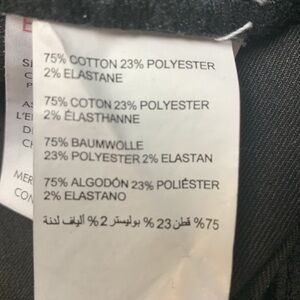 75% COTTON 23% POLYESTER
2% ELASTANE
75% COTON 23% POLYESTER
2% ÉLASTHANNE
75% BAUMWOLLE
23% POLYESTER 2% ELASTAN
75% ALGODÓN 23% POLIÉSTER
2% ELASTANO
75% قطن 23 % بوليستر 2% ألياف لدنة